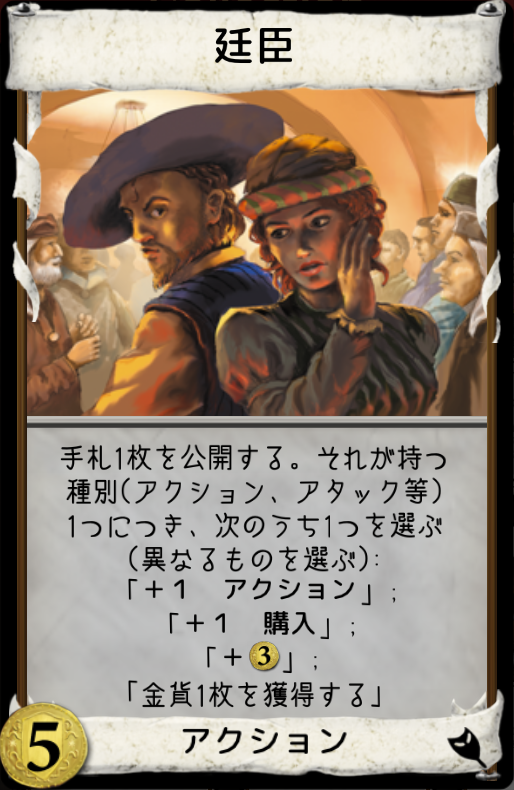 廷臣
手札1枚を公開する。それが持つ
種別(アクション、アタック等)
1つにつき、次のうち1つを選ぶ
(異なるものを選ぶ):
「＋１　アクション」;
「＋１　購入」;
「＋3」;
「金貨1枚を獲得する」
5
アクション